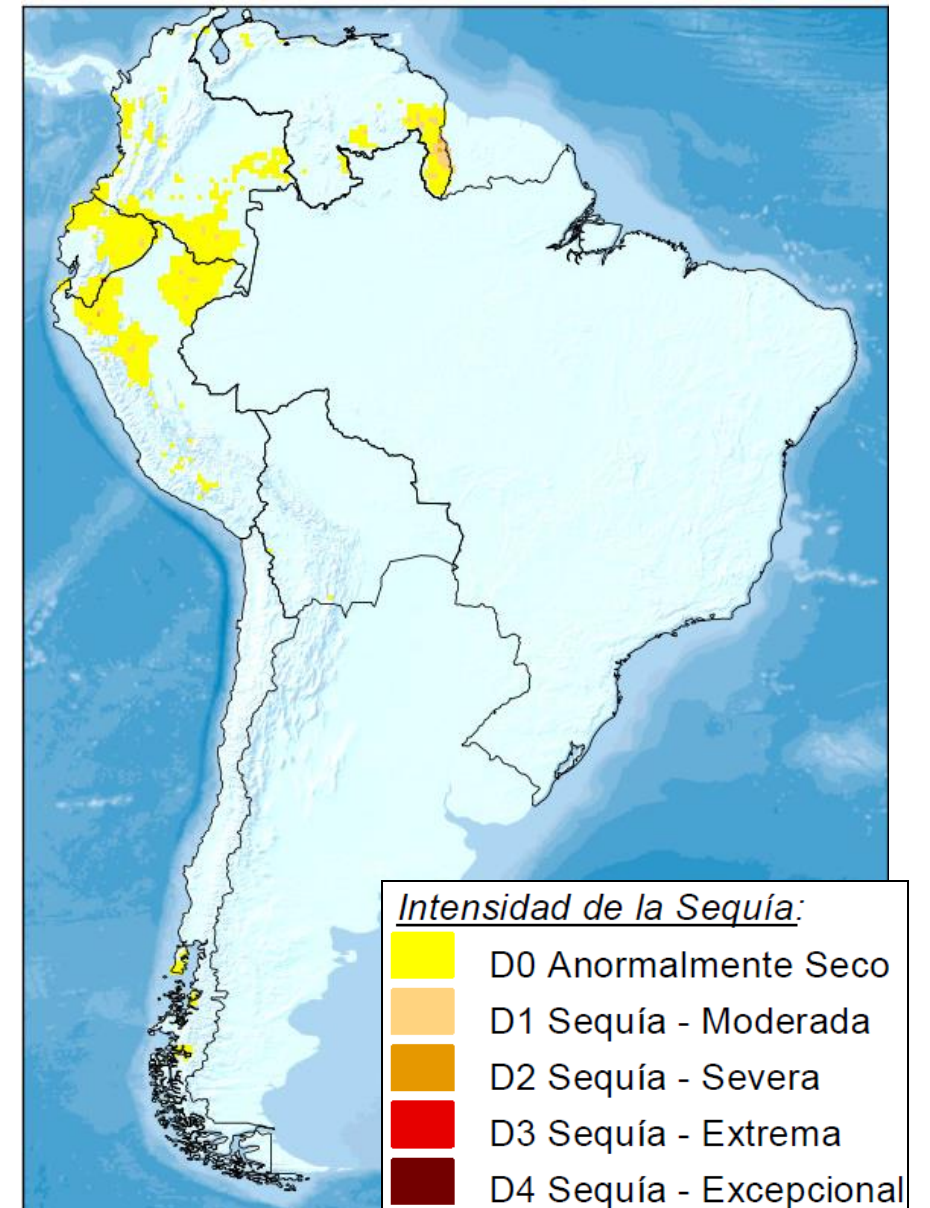 Intensidad de la Sequía:
D0 Anormalmente Seco
D1 Sequía - Moderada
D2 Sequía - Severa
D3 Sequía - Extrema
D4 Sequía - Excepcional